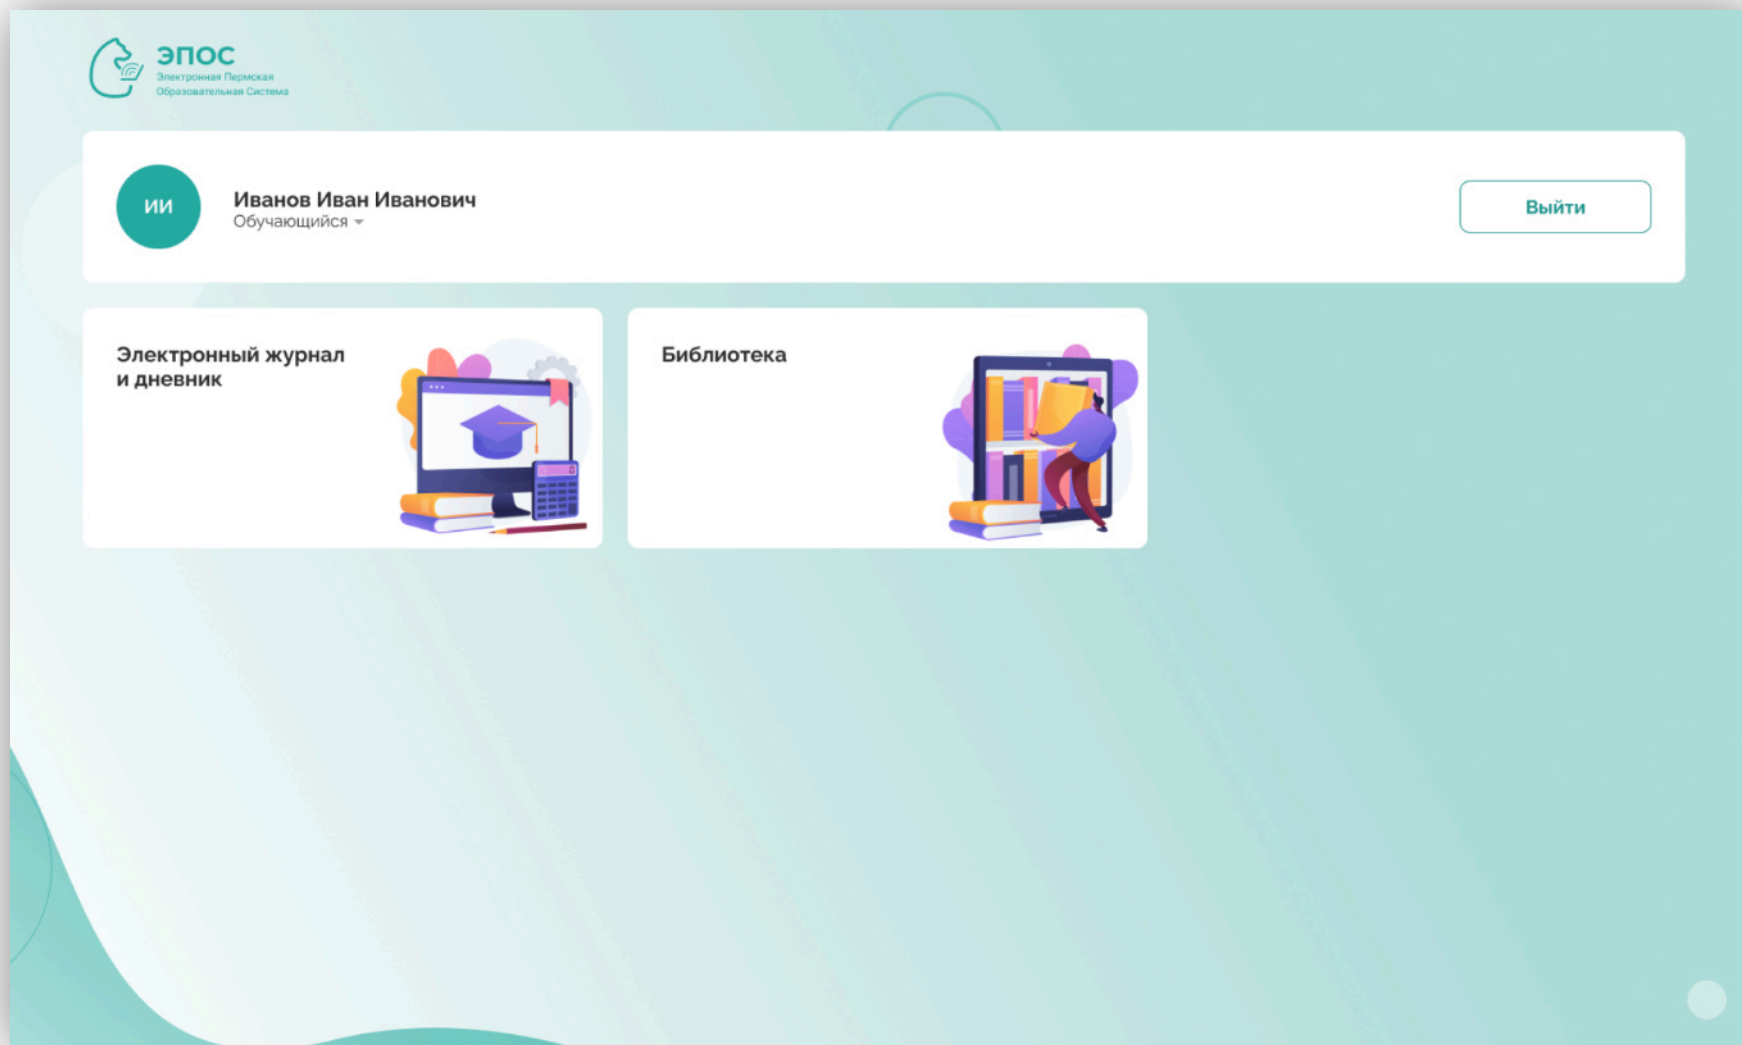 ЭПОС
Электронная Пермская
Образовательная Система
ИИ
Иванов Иван Иванович
Обучающийся
Выйти
Электронный журнал
и дневник
Библиотека